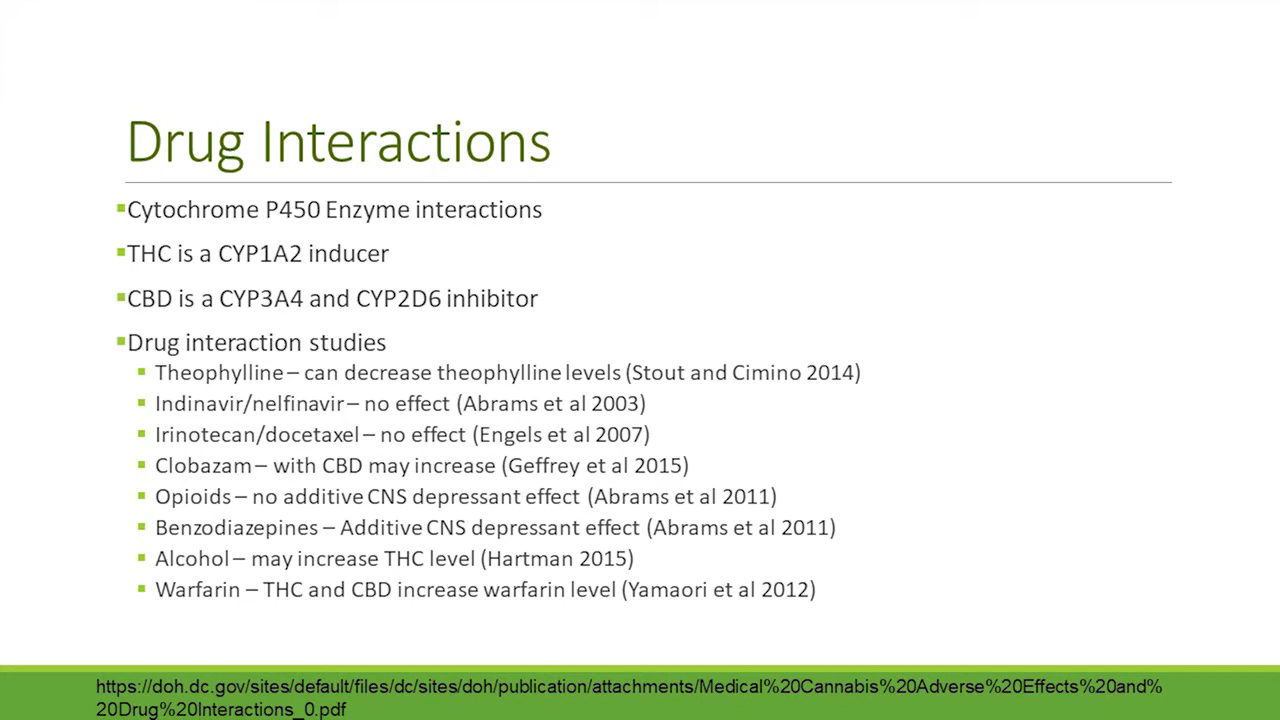 Drug Interactions
▪Cytochrome P450 Enzyme interactions
▪THC is a CYP1A2 inducer
▪CBD is a CYP3A4 and CYP2D6 inhibitor
▪Drug interaction studies
▪ Theophylline – can decrease theophylline levels (Stout and Cimino 2014)
▪ Indinavir/nelfinavir – no effect (Abrams et al 2003)
▪ Irinotecan/docetaxel – no effect (Engels et al 2007)
▪ Clobazam – with CBD may increase (Geffrey et al 2015)
▪ Opioids – no additive CNS depressant effect (Abrams et al 2011)
▪ Benzodiazepines – Additive CNS depressant effect (Abrams et al 2011)
▪ Alcohol – may increase THC level (Hartman 2015)
▪ Warfarin – THC and CBD increase warfarin level (Yamaori et al 2012)
https://doh.dc.gov/sites/default/files/dc/sites/doh/publication/attachments/Medical%20Cannabis%20Adverse%20Effects%20and%
20Drug%20Interactions_0.pdf